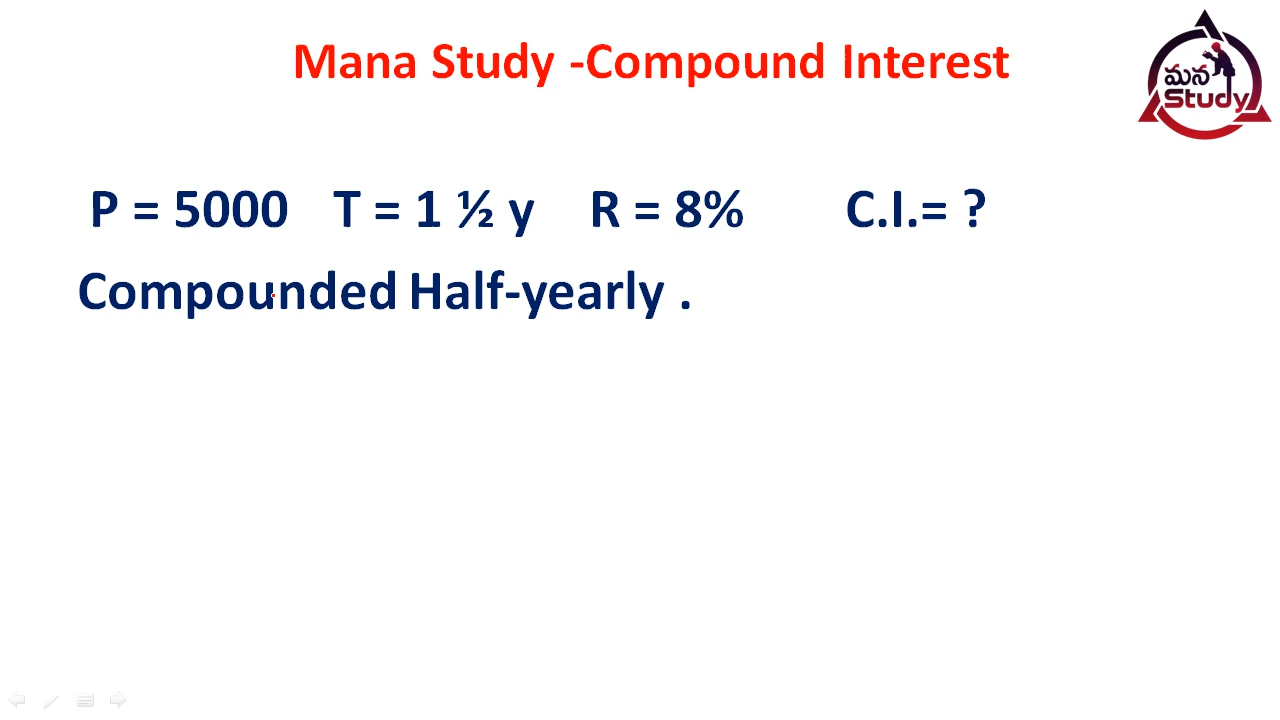 Mana Study -Compound Interest
మన
Study
P = 5000 T = 1 ½ y R = 8% C.I.= ?
Compounded Half-yearly .